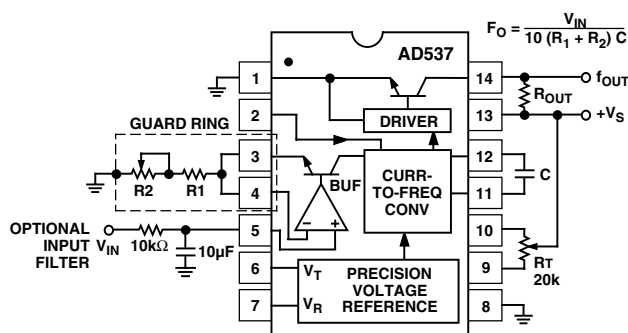 AD537
F_O = V_IN / 10 (R_1 + R_2) C
1
14
f_OUT
R_OUT
2
DRIVER
13
+V_S
GUARD RING
3
12
R2
R1
BUF
CURR-
TO-FREQ
CONV
C
4
11
–
+
OPTIONAL
INPUT
FILTER
V_IN
10kΩ
10µF
5
10
R_T
20k
6
V_T
PRECISION
VOLTAGE
REFERENCE
9
7
V_R
8